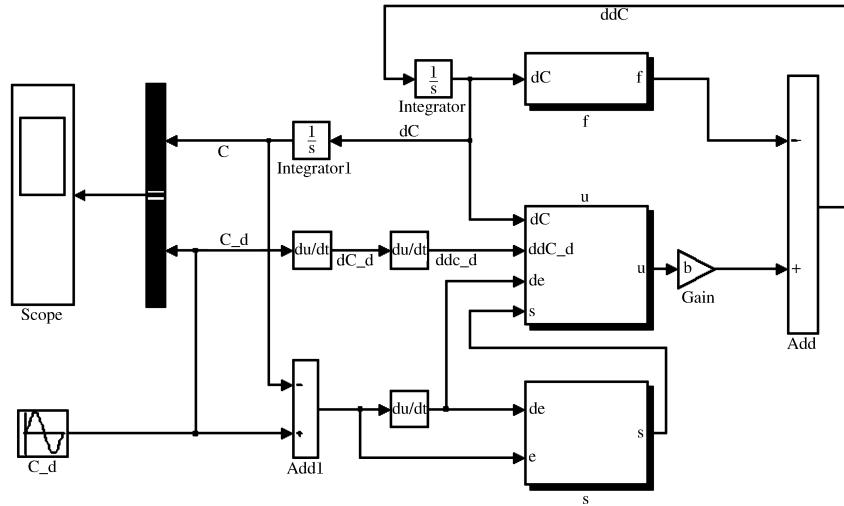 ddC
1
s
Integrator
dC
f
f
dC
C
1
s
Integrator1
-
u
dC
ddC_d
de
s
u
C_d
du/dt
dC_d
du/dt
ddc_d
b
Gain
+
Add
Scope
-
+
Add1
du/dt
de
e
s
s
C_d